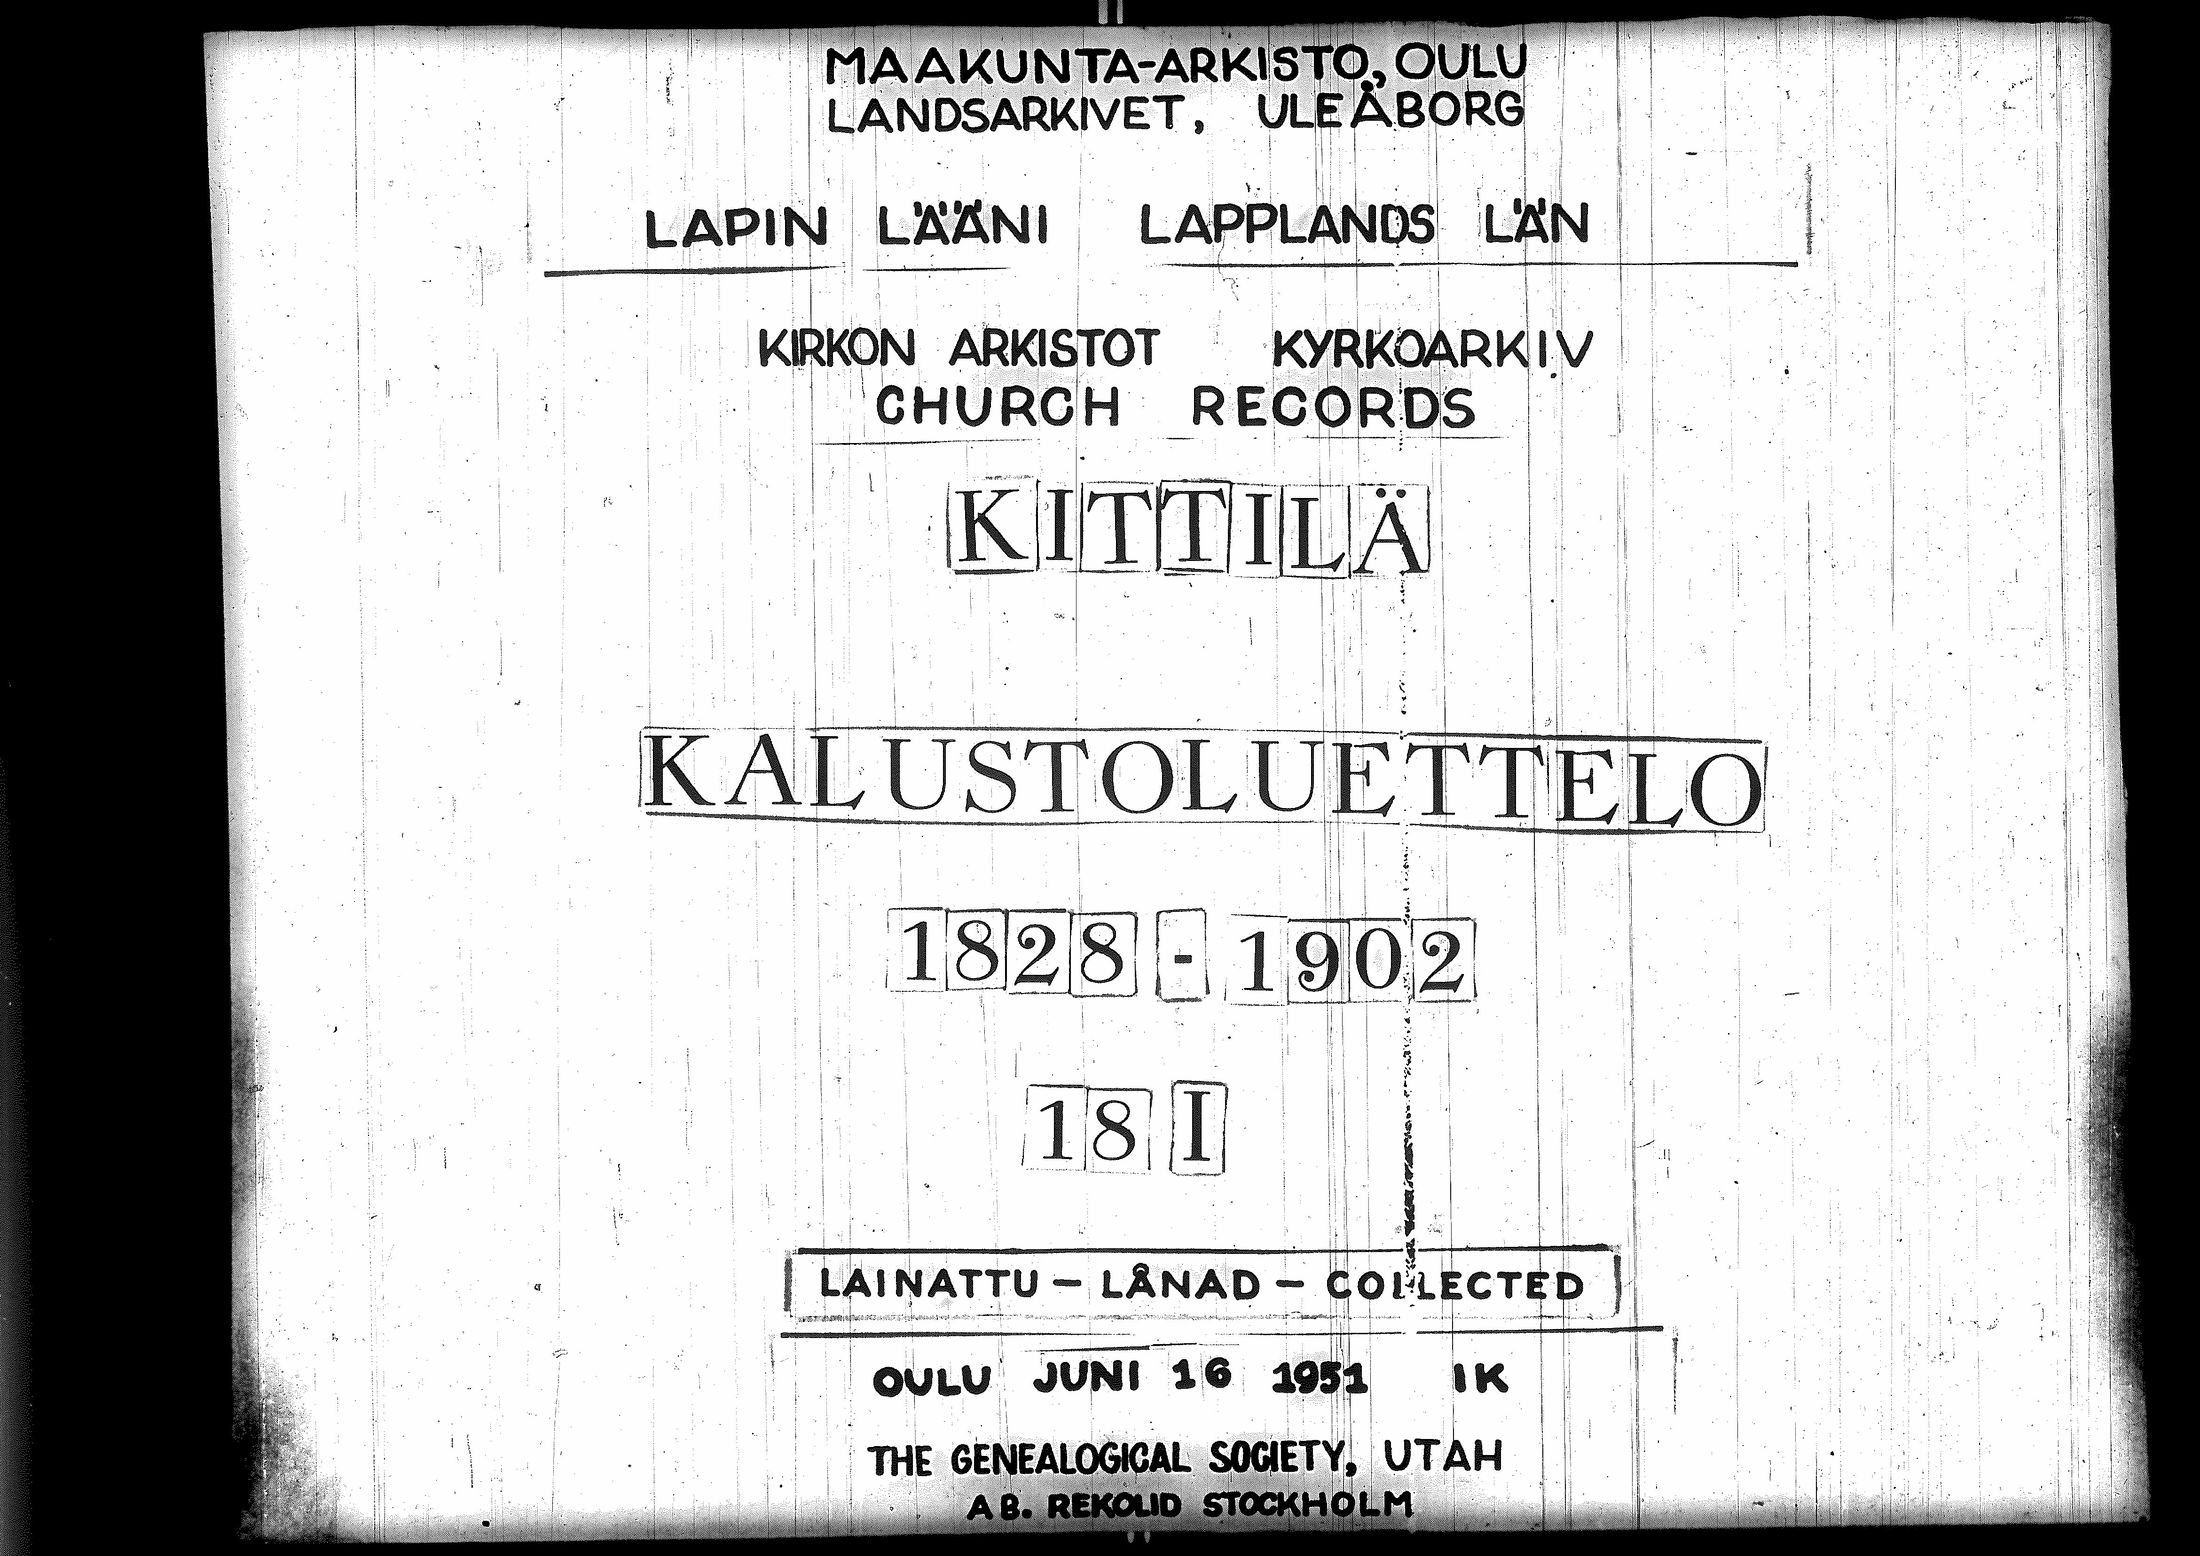 MAAKUNTA-ARKISTO, OULU
LANDSARKIVET, ULEÅBORG
LAPIN LÄÄNI LAPPLANDS LÄN
KIRKON ARKISTOT KYRKOARKIV
CHURCH RECORDS
KITTILÄ
KALUSTOLUETTELO
1828 - 1902
18 I
LAINATTU - LÅNAD - COLLECTED
OULU JUNI 16 1951 IK
THE GENEALOGICAL SOCIETY, UTAH
AB. REKOLID STOCKHOLM